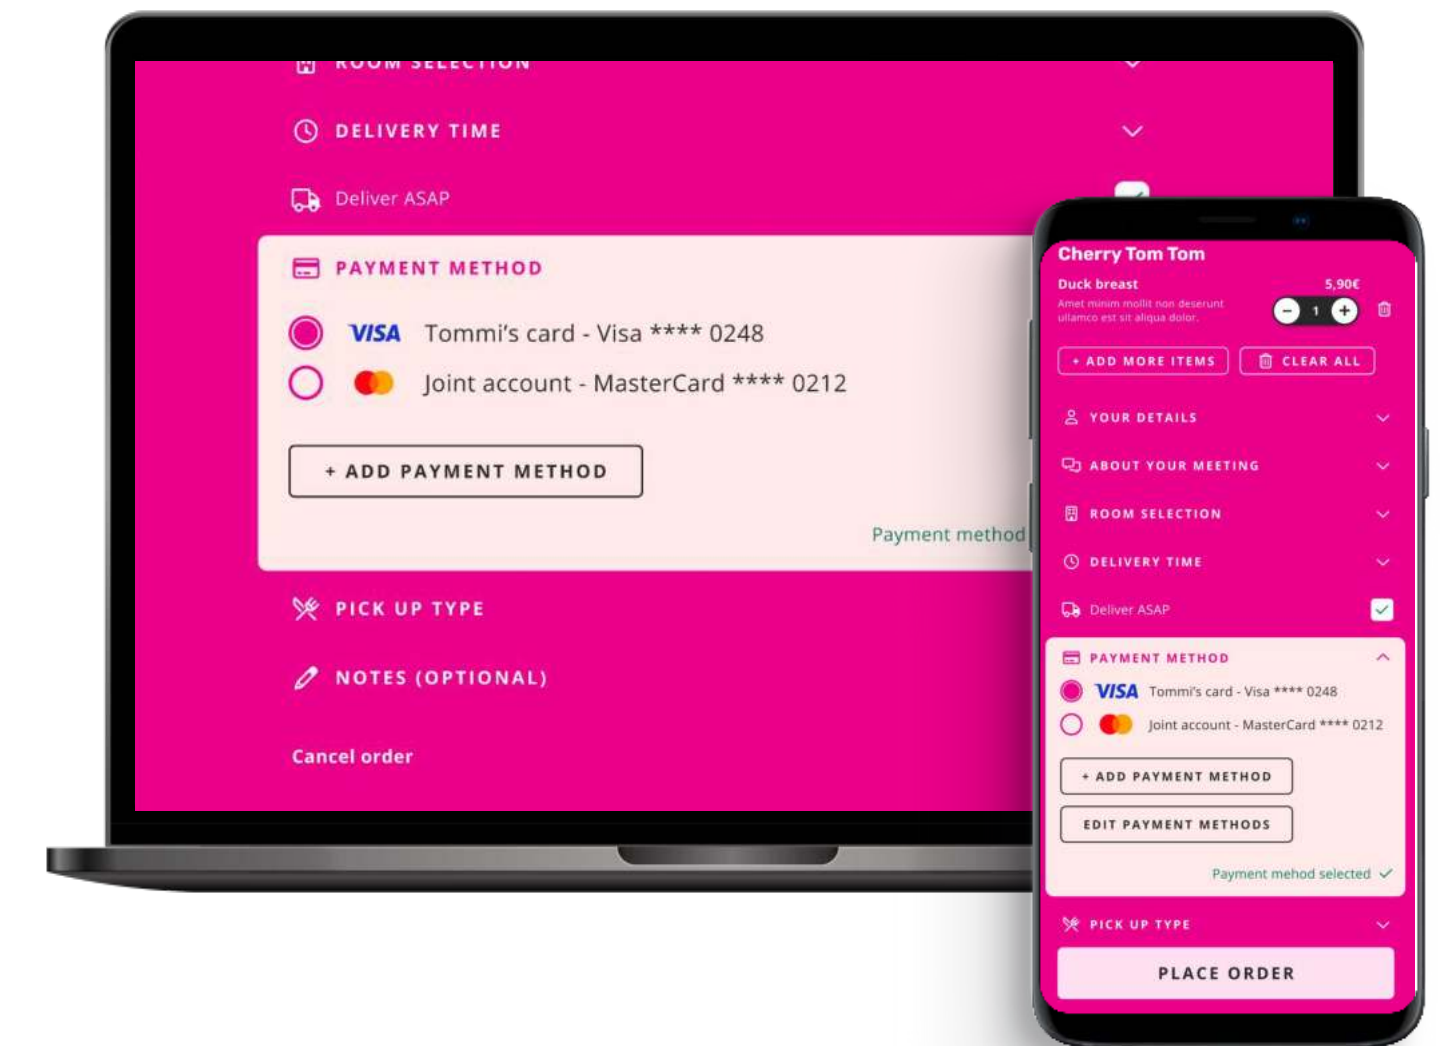 ROOM SELECTION
DELIVERY TIME
Deliver ASAP
PAYMENT METHOD
VISA Tommi's card - Visa **** 0248
Joint account - MasterCard **** 0212
+ ADD PAYMENT METHOD
Payment method
PICK UP TYPE
NOTES (OPTIONAL)
Cancel order
Cherry Tom Tom
Duck breast 5,90€
Amet minim mollit non deserunt
ullamco est sit aliqua dolor.
- 1 +
+ ADD MORE ITEMS CLEAR ALL
YOUR DETAILS
ABOUT YOUR MEETING
ROOM SELECTION
DELIVERY TIME
Deliver ASAP
PAYMENT METHOD
VISA Tommi's card - Visa **** 0248
Joint account - MasterCard **** 0212
+ ADD PAYMENT METHOD
EDIT PAYMENT METHODS
Payment mehod selected
PICK UP TYPE
PLACE ORDER